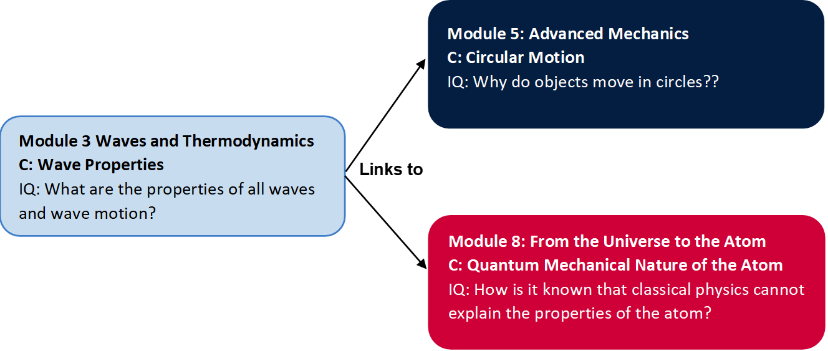 Module 5: Advanced Mechanics
C: Circular Motion
IQ: Why do objects move in circles??
Module 3 Waves and Thermodynamics
C: Wave Properties
IQ: What are the properties of all waves
and wave motion?
Links to
Module 8: From the Universe to the Atom
C: Quantum Mechanical Nature of the Atom
IQ: How is it known that classical physics cannot
explain the properties of the atom?